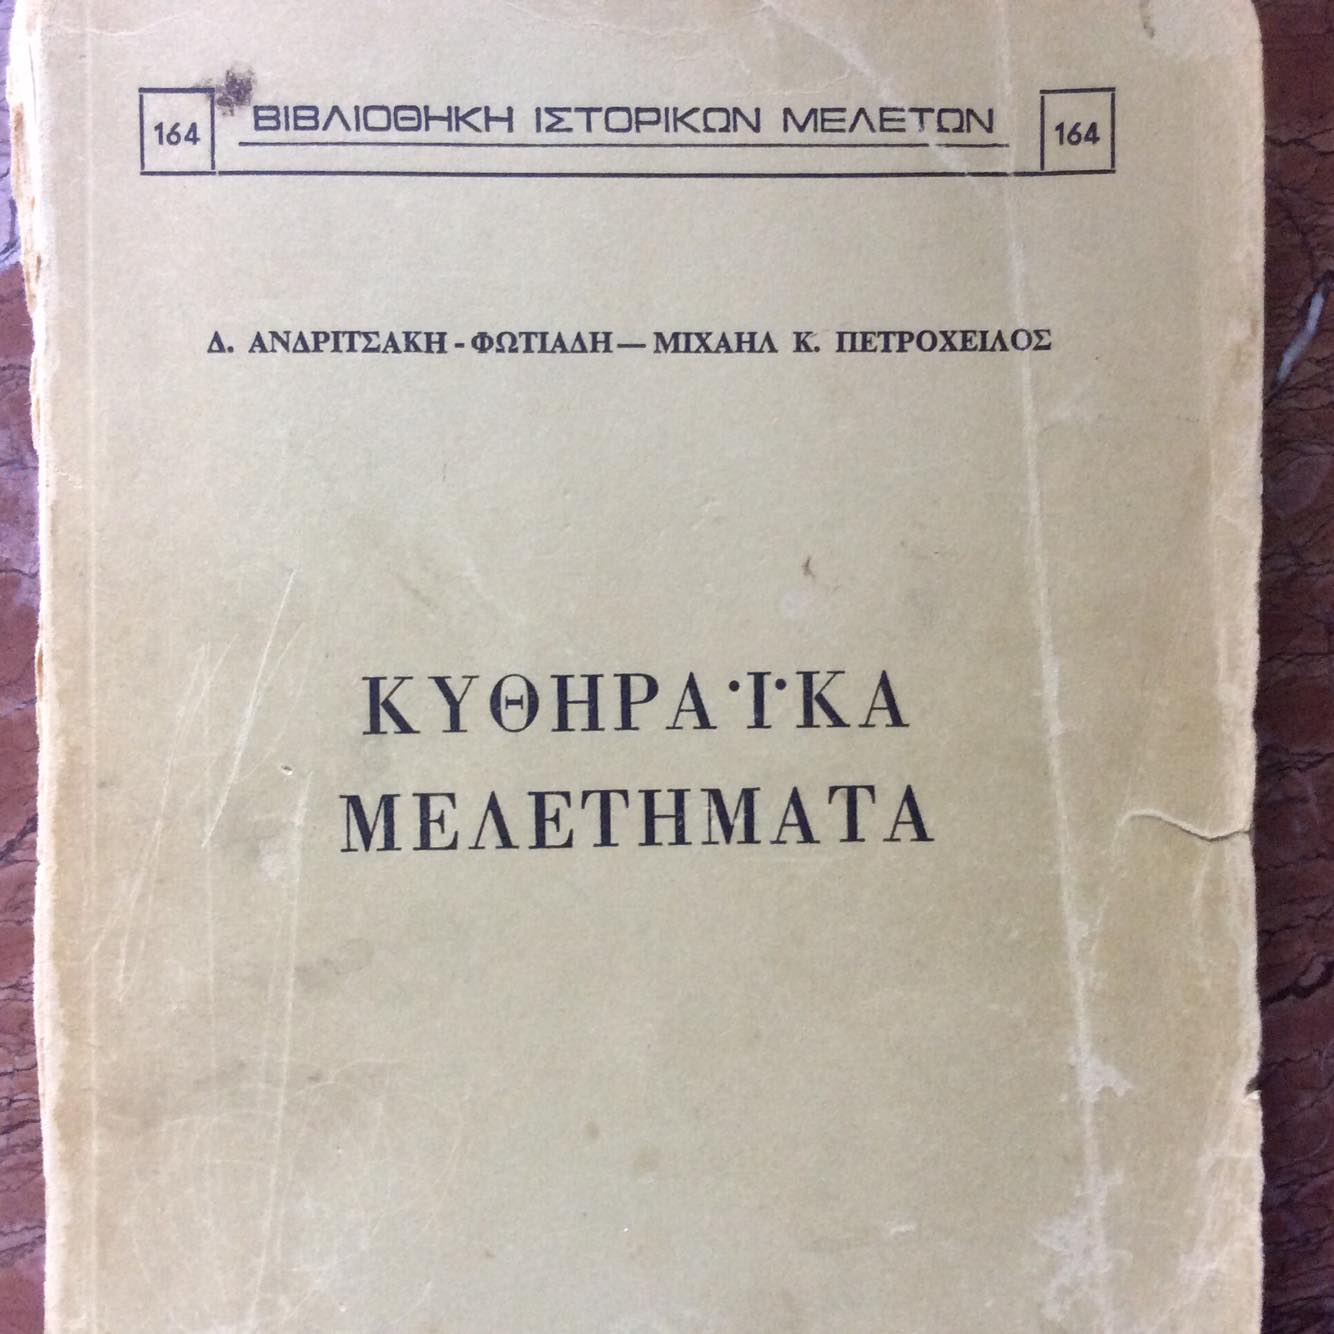 164 ΒΙΒΛΙΟΘΗΚΗ ΙΣΤΟΡΙΚΩΝ ΜΕΛΕΤΩΝ 164
Δ. ΑΝΔΡΙΤΣΑΚΗ - ΦΩΤΙΑΔΗ — ΜΙΧΑΗΛ Κ. ΠΕΤΡΟΧΕΙΛΟΣ
ΚΥΘΗΡΑΪΚΑ
ΜΕΛΕΤΗΜΑΤΑ